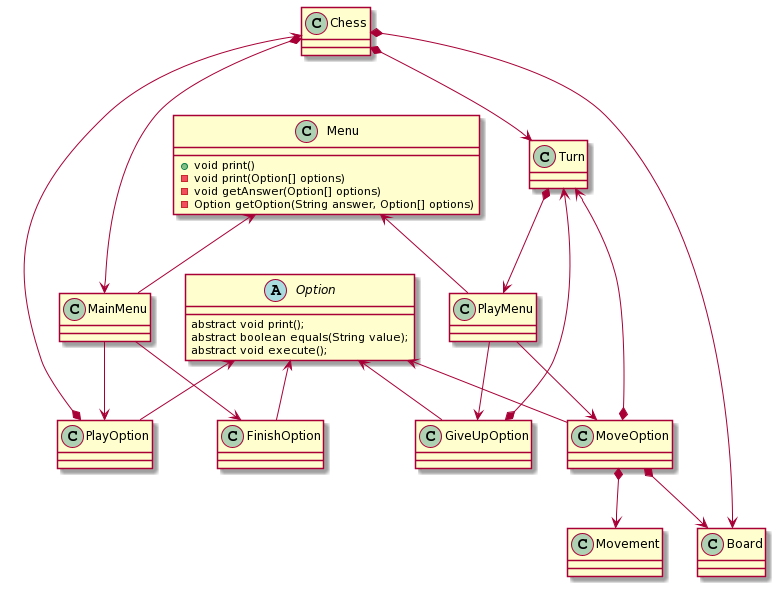 C Chess
C Menu
void print()
void print(Option[] options)
void getAnswer(Option[] options)
Option getOption(String answer, Option[] options)
C Turn
C MainMenu
A Option
abstract void print();
abstract boolean equals(String value);
abstract void execute();
C PlayMenu
C PlayOption
C FinishOption
C GiveUpOption
C MoveOption
C Movement
C Board